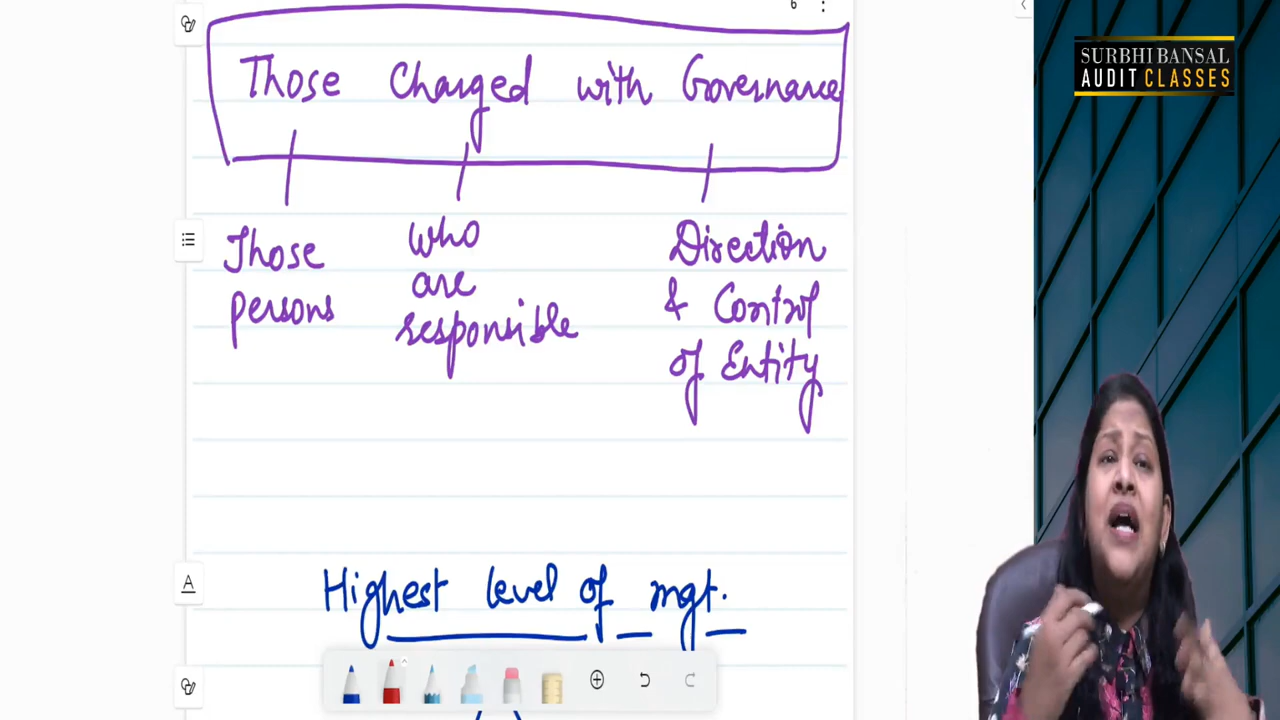 6
SURBHI BANSAL
AUDIT CLASSES
Those Charged with Governance
Those persons
who are responsible
Direction & Control of Entity
Highest level of mgt.
A